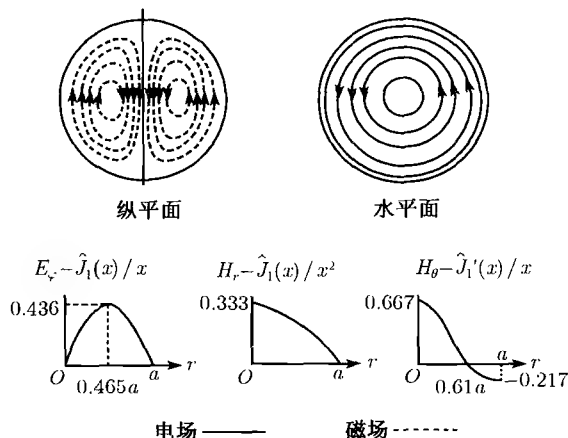 纵平面 水平面
E_φ – Ĵ₁(x)/x H_r – Ĵ₁(x)/x² H_θ – Ĵ₁'(x)/x
0.436 0.333 0.667
O 0.465a a r O a r O 0.61a a r −0.217
电场 磁场